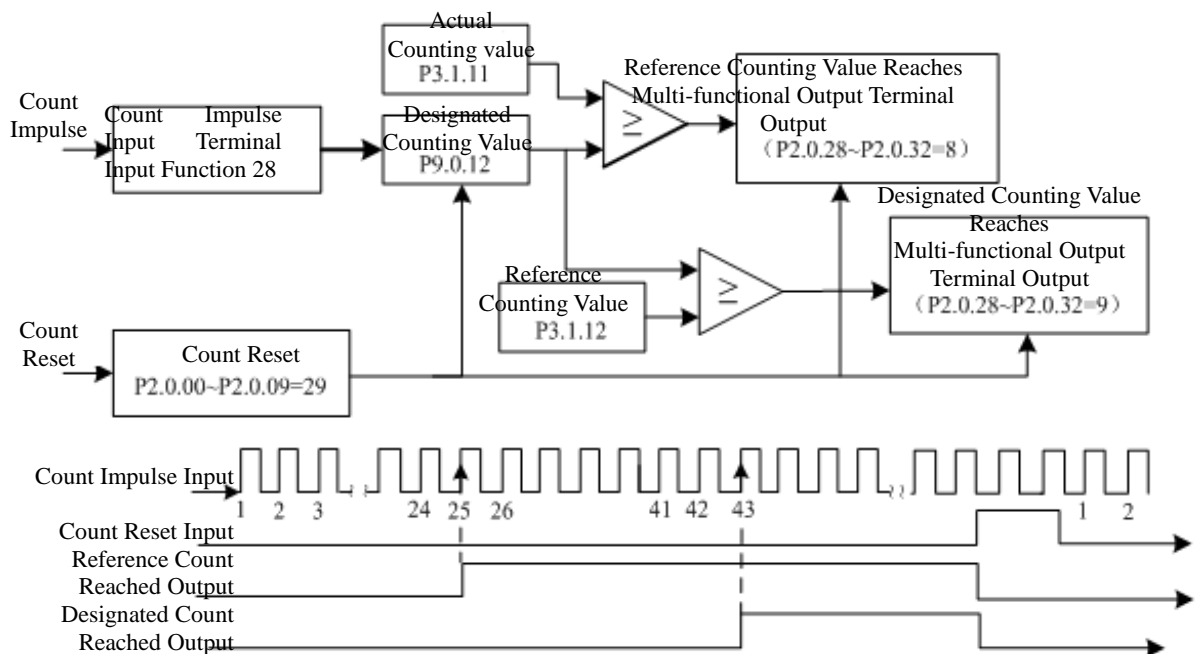 Actual
Counting value
P3.1.11
Count
Impulse
Count Impulse
Input Terminal
Input Function 28
Designated
Counting Value
P9.0.12
≥
Reference Counting Value Reaches
Multi-functional Output Terminal
Output
(P2.0.28~P2.0.32=8)
Designated Counting Value
Reaches
Multi-functional Output
Terminal Output
(P2.0.28~P2.0.32=9)
≥
Reference
Counting Value
P3.1.12
Count
Reset
Count Reset
P2.0.00~P2.0.09=29
Count Impulse Input
1 2 3 24 25 26 41 42 43 1 2
Count Reset Input
Reference Count
Reached Output
Designated Count
Reached Output